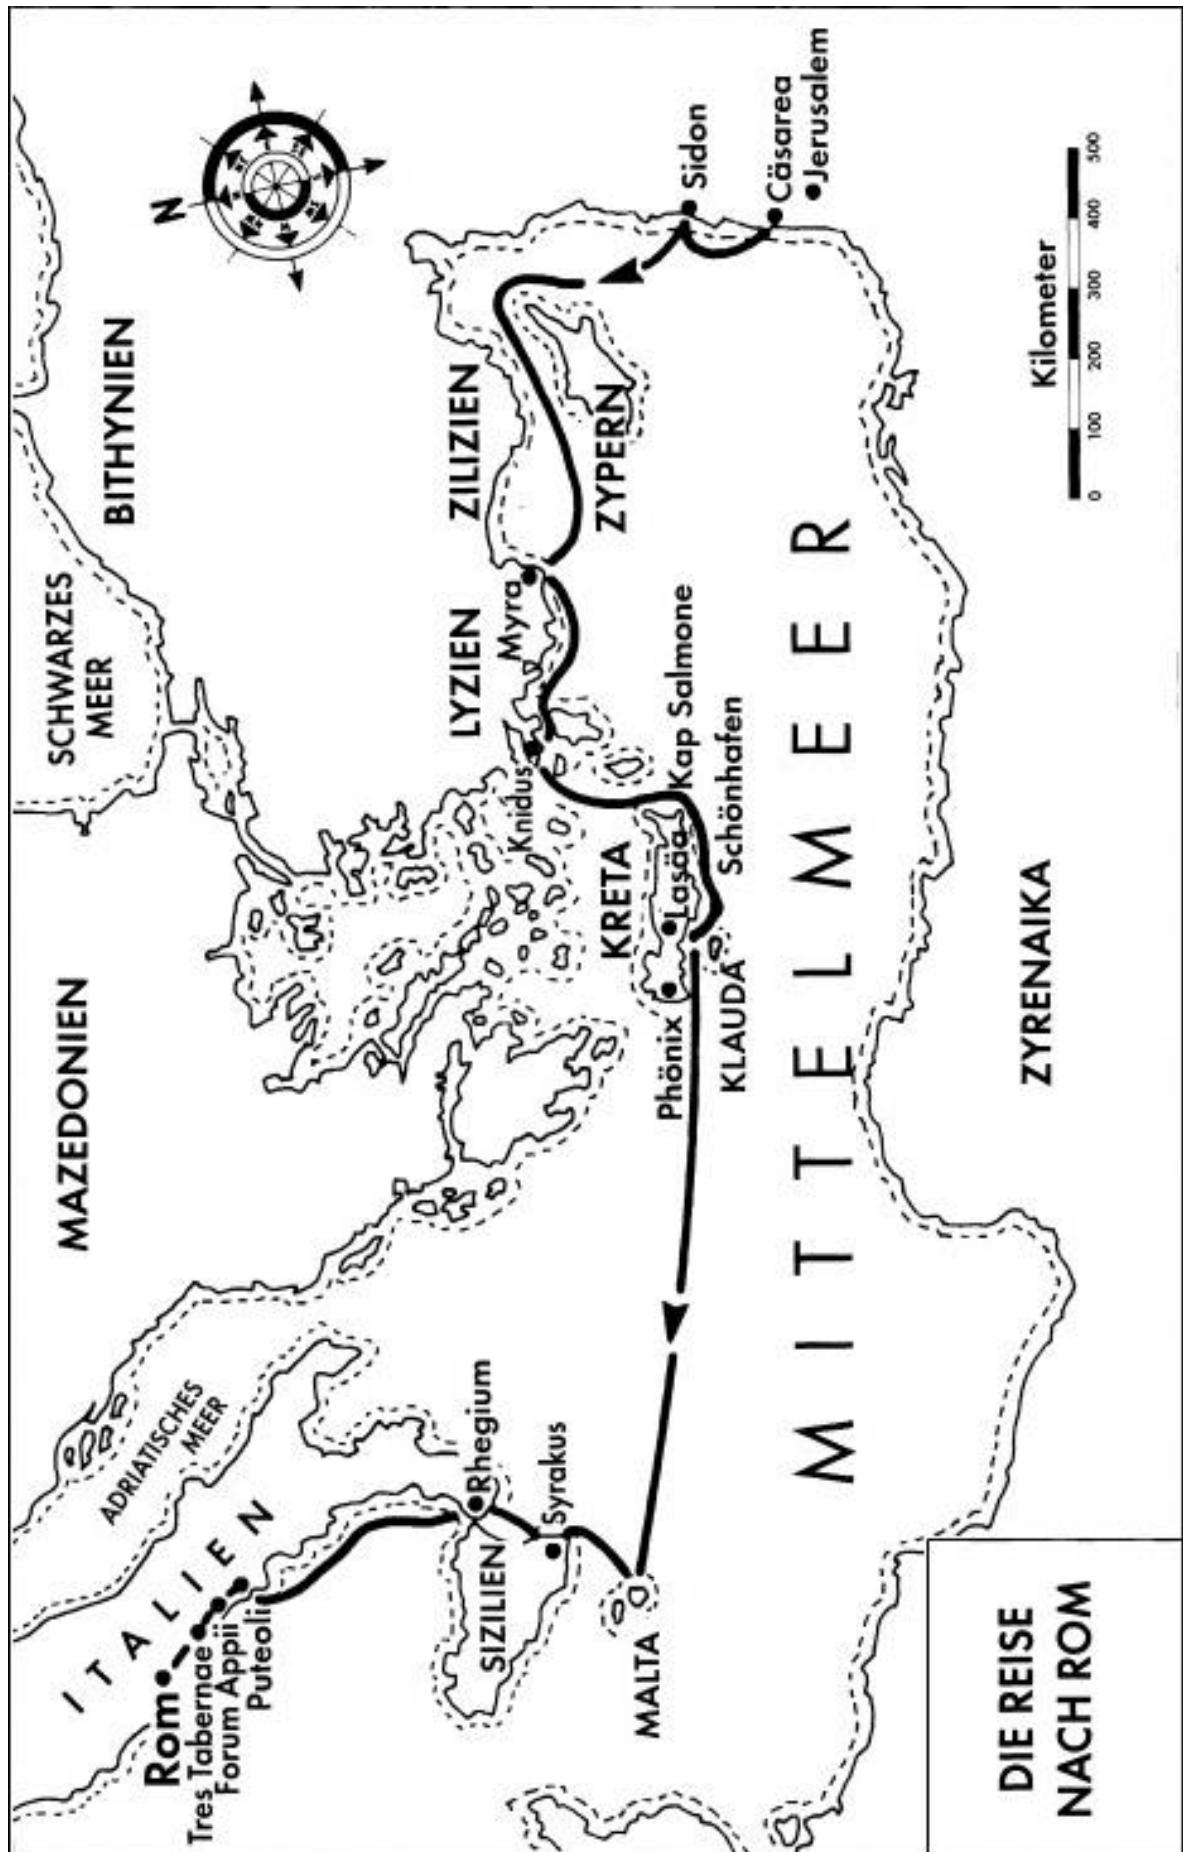 DIE REISE
NACH ROM
MAZEDONIEN
SCHWARZES
MEER
BITHYNIEN
N
ITALIEN
ADRIATISCHES
MEER
Rom
Tres Tabernae
Forum Appii
Puteoli
Rhegium
SIZILIEN
Syrakus
MALTA
LYZIEN
ZILIZIEN
Myra
Knidus
ZYPERN
KRETA
Kap Salmone
Lasäa
Phönix
Schönhafen
KLAUDA
Sidon
Cäsarea
Jerusalem
MITTELMEER
ZYRENAIKA
Kilometer
0 100 200 300 400 500